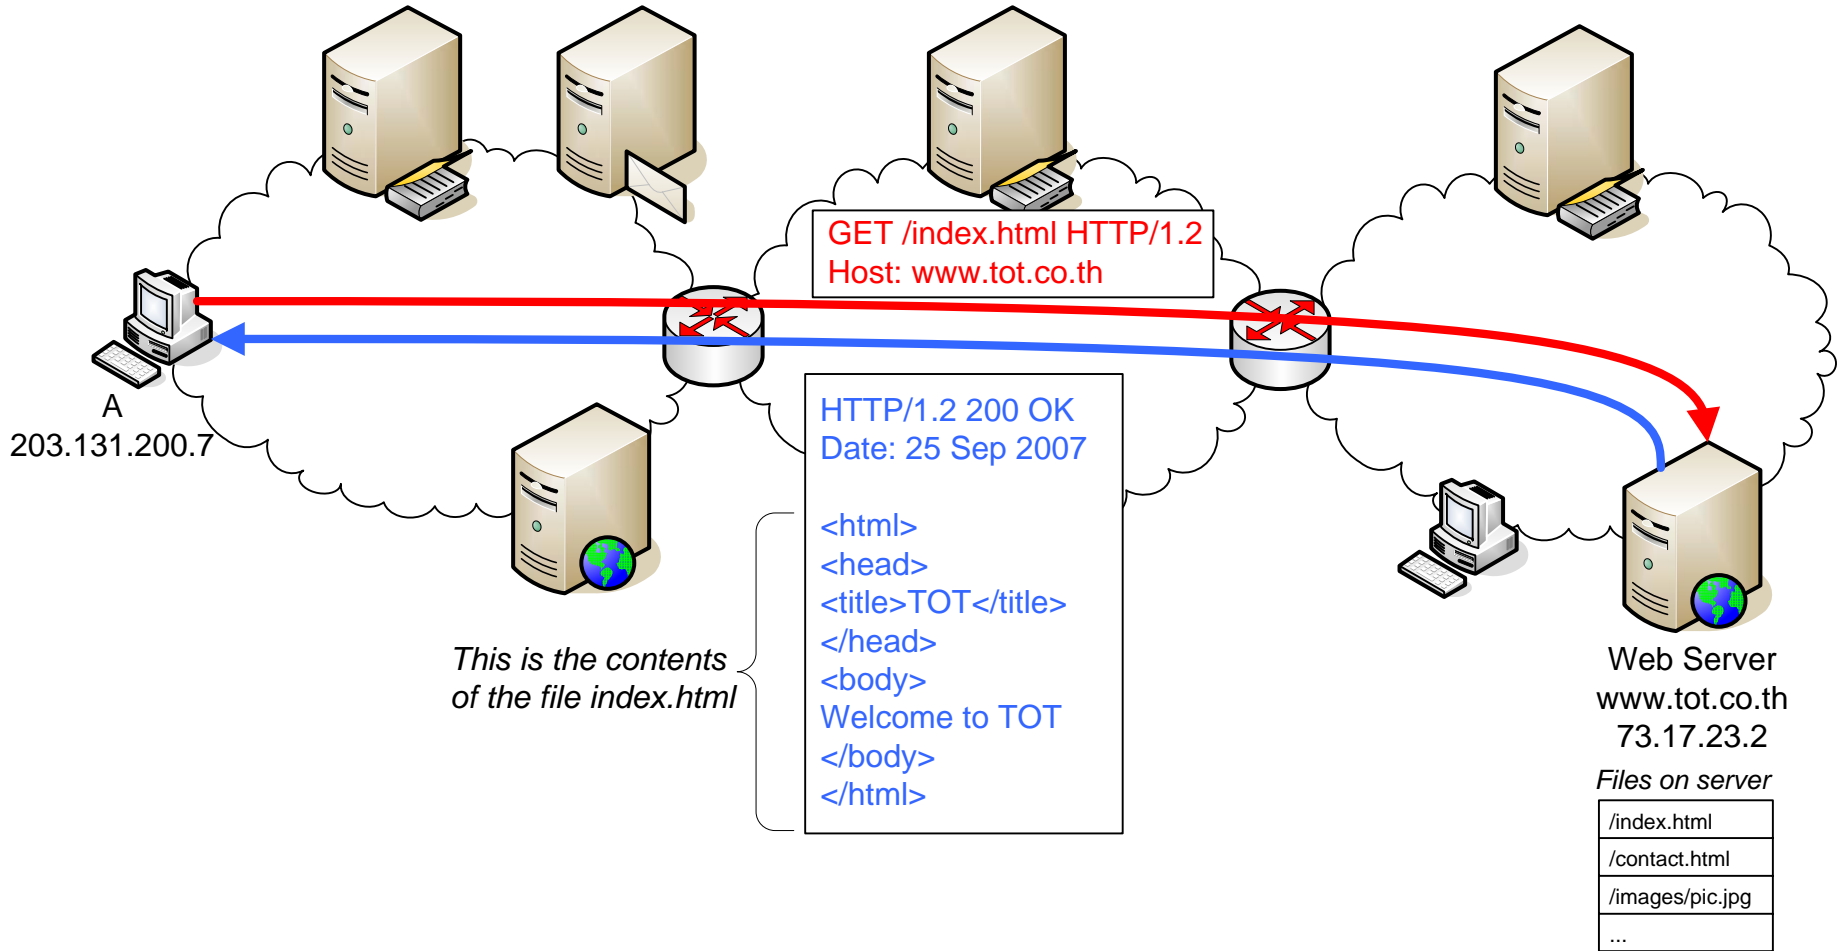 GET /index.html HTTP/1.2
Host: www.tot.co.th
A
203.131.200.7
HTTP/1.2 200 OK
Date: 25 Sep 2007
<html>
<head>
<title>TOT</title>
</head>
<body>
Welcome to TOT
</body>
</html>
This is the contents
of the file index.html
Web Server
www.tot.co.th
73.17.23.2
Files on server
/index.html
/contact.html
/images/pic.jpg
...